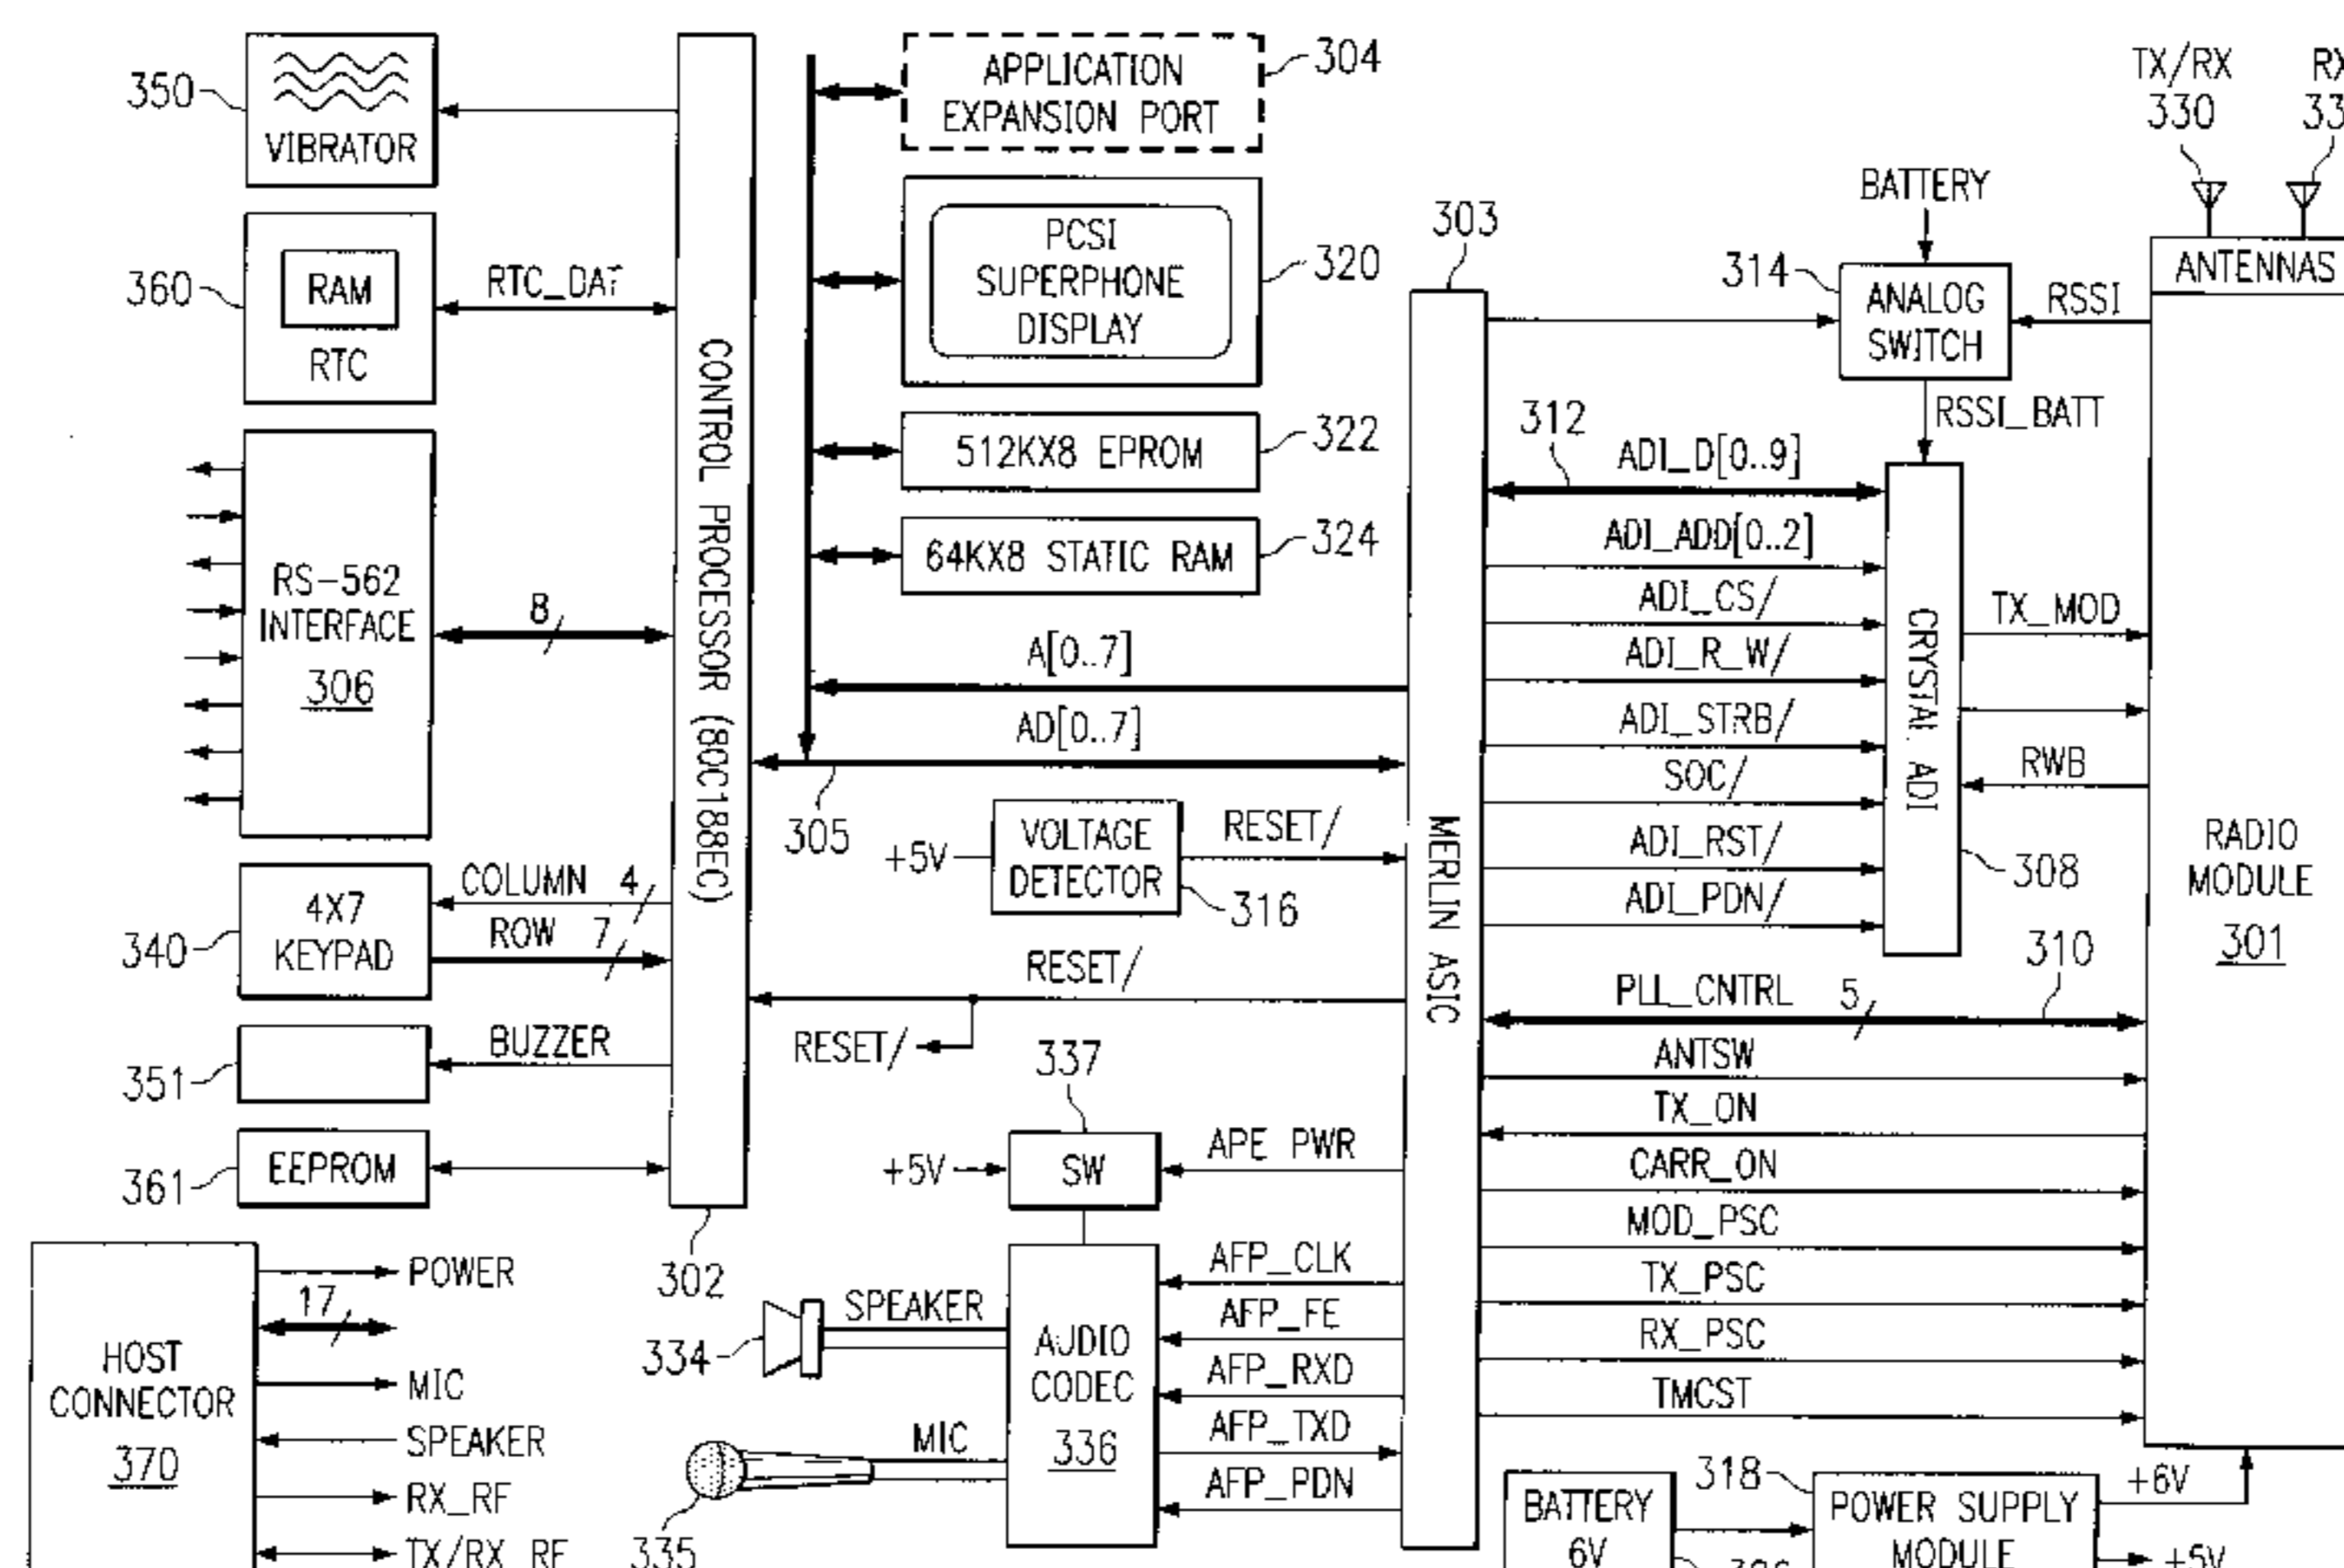 350
VIBRATOR
360
RAM
RTC
RTC_DAT
RS-562
INTERFACE
306
8
340
4X7
KEYPAD
COLUMN 4
ROW 7
351
BUZZER
361
EEPROM
CONTROL PROCESSOR (80C188EC)
302
HOST
CONNECTOR
370
POWER
17
MIC
SPEAKER
RX_RF
TX/RX_RF
APPLICATION
EXPANSION PORT
304
PCSI
SUPERPHONE
DISPLAY
320
512KX8 EPROM
322
64KX8 STATIC RAM
324
A[0..7]
AD[0..7]
305
+5V
VOLTAGE
DETECTOR
316
RESET/
RESET/
RESET/
337
+5V
SW
APE PWR
334
SPEAKER
335
MIC
AUDIO
CODEC
336
AFP_CLK
AFP_FE
AFP_RXD
AFP_TXD
AFP_PDN
303
MERLIN ASIC
BATTERY
314
ANALOG
SWITCH
RSSI
RSSI_BATT
312
ADI_D[0..9]
ADI_ADD[0..2]
ADI_CS/
ADI_R_W/
ADI_STRB/
SOC/
ADI_RST/
ADI_PDN/
CRYSTAL ADI
308
TX_MOD
RWB
310
PLL_CNTRL 5
ANTSW
TX_ON
CARR_ON
MOD_PSC
TX_PSC
RX_PSC
TMCST
TX/RX
330
RX
ANTENNAS
RADIO
MODULE
301
BATTERY
6V
318
POWER SUPPLY
MODULE
+6V
+5V